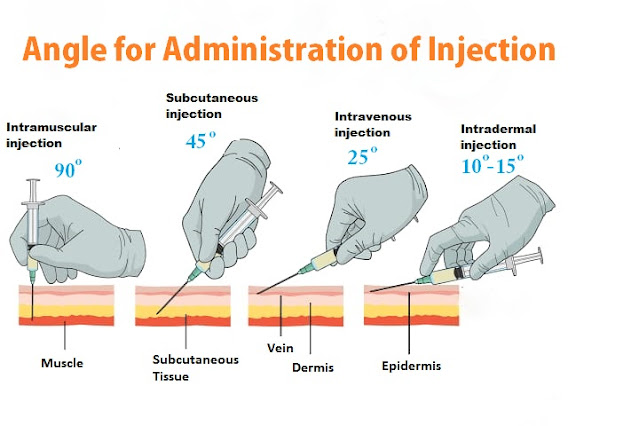 Angle for Administration of Injection
Intramuscular
injection
90°
Subcutaneous
injection
45°
Intravenous
injection
25°
Intradermal
injection
10°-15°
Muscle
Subcutaneous
Tissue
Vein
Dermis
Epidermis